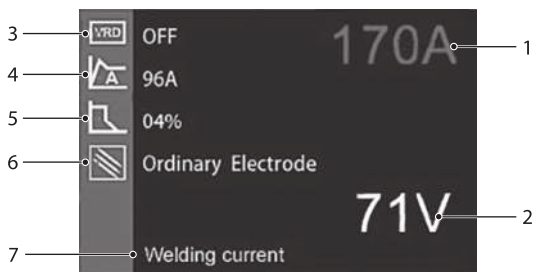 3 VRD OFF 170A 1
4 A 96A
5 04%
6 Ordinary Electrode
71V 2
7 Welding current